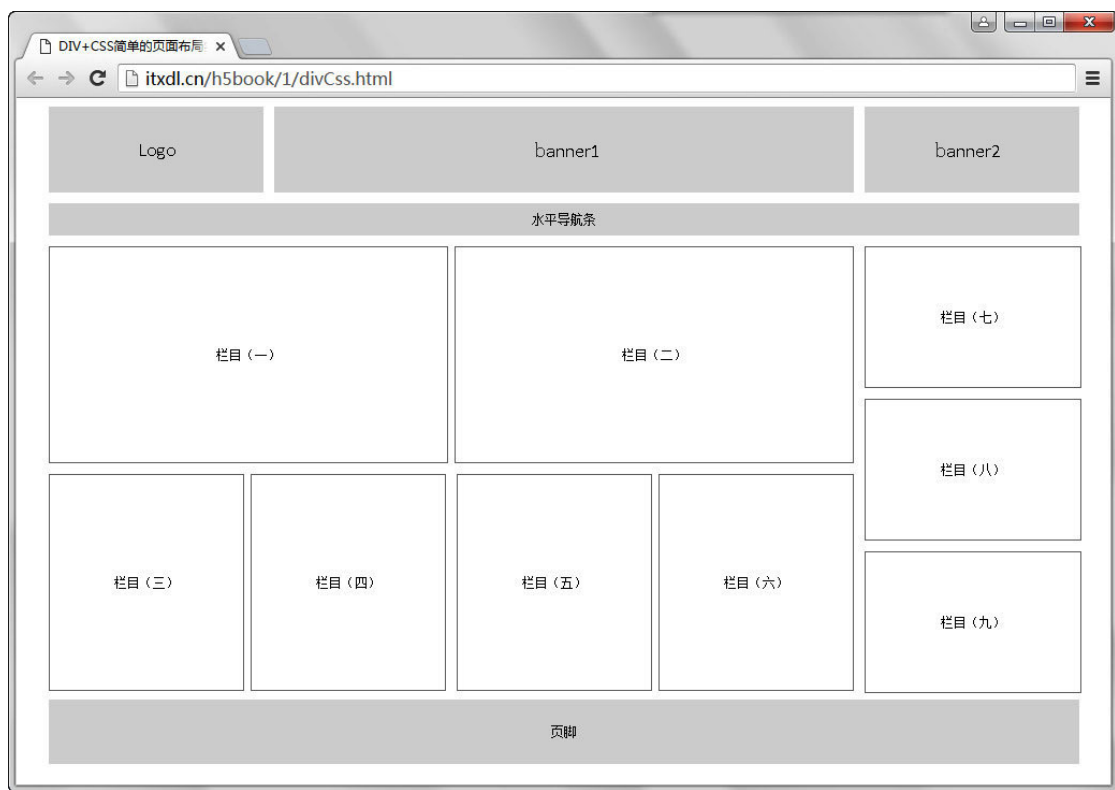 DIV+CSS简单的页面布局
itxdl.cn/h5book/1/divCss.html
Logo
banner1
banner2
水平导航条
栏目（一）
栏目（二）
栏目（七）
栏目（八）
栏目（三）
栏目（四）
栏目（五）
栏目（六）
栏目（九）
页脚